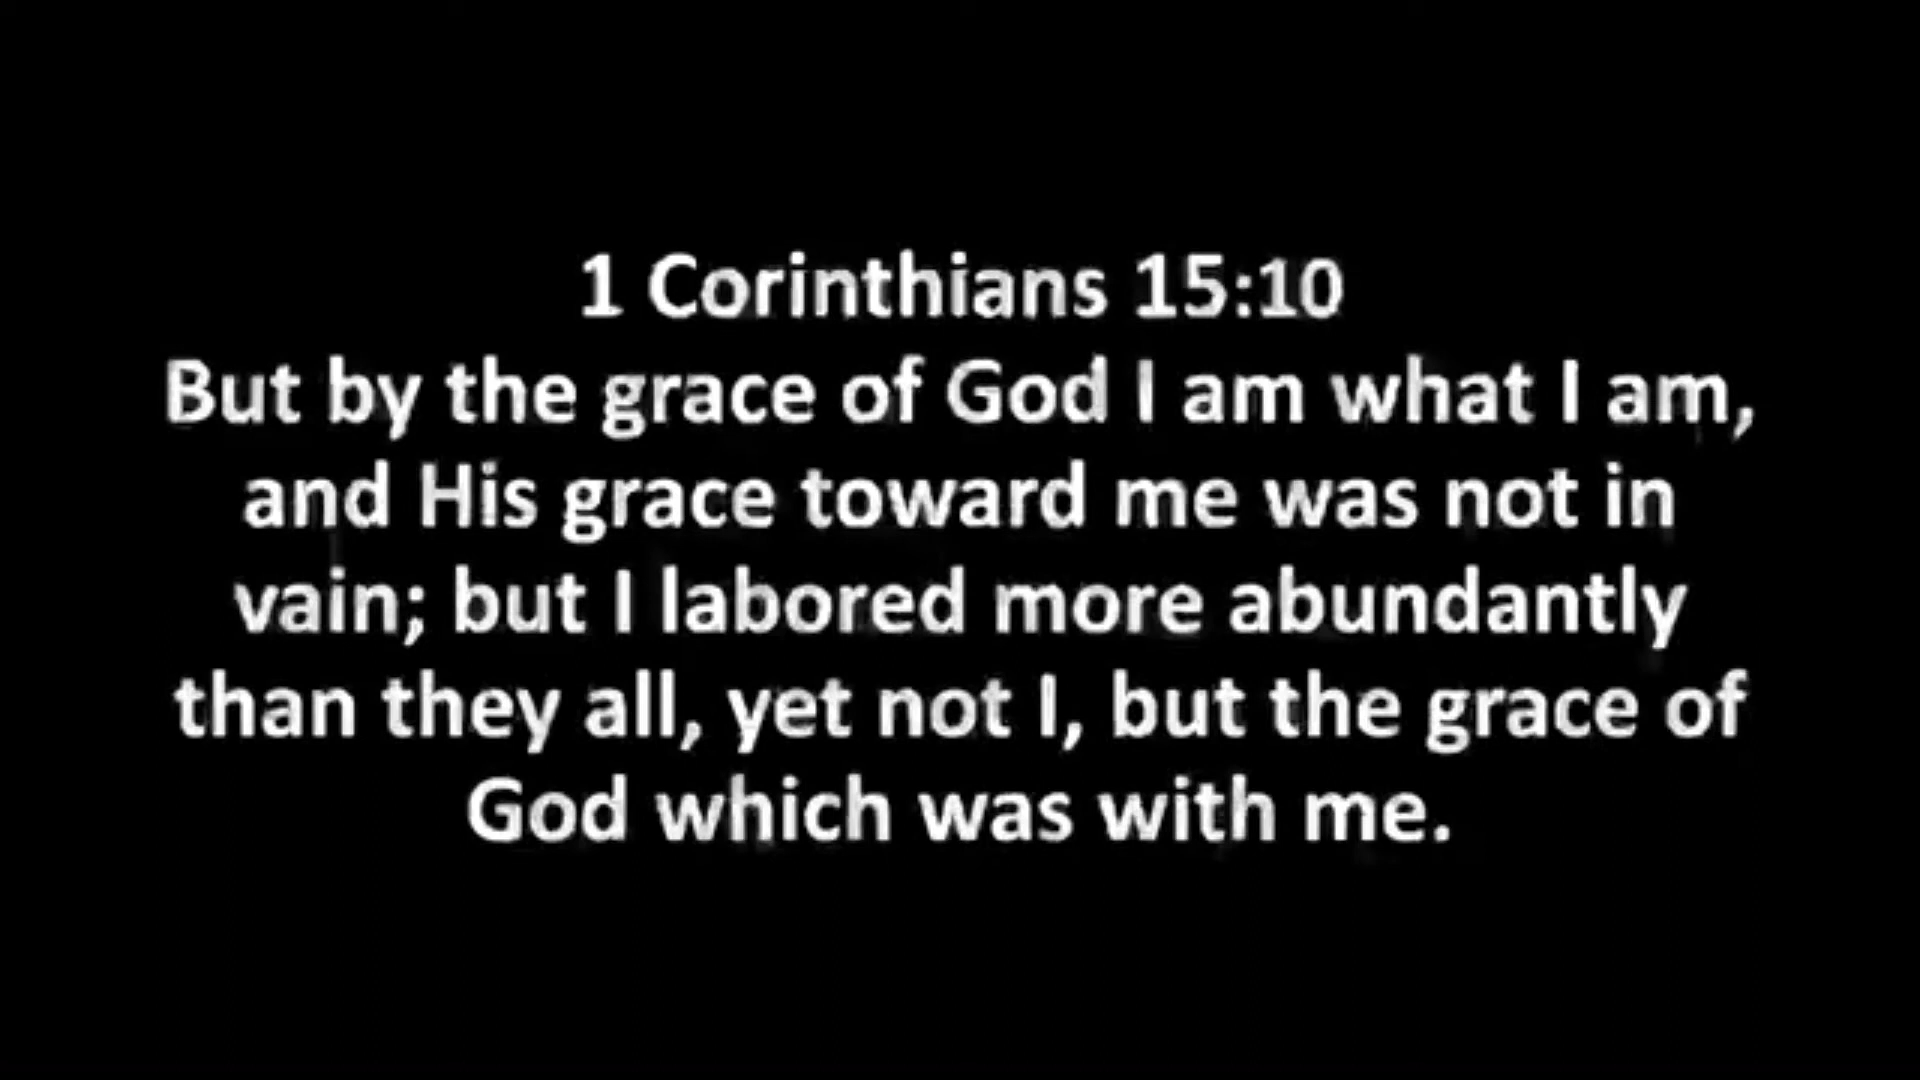 1 Corinthians 15:10
But by the grace of God I am what I am,
and His grace toward me was not in
vain; but I labored more abundantly
than they all, yet not I, but the grace of
God which was with me.